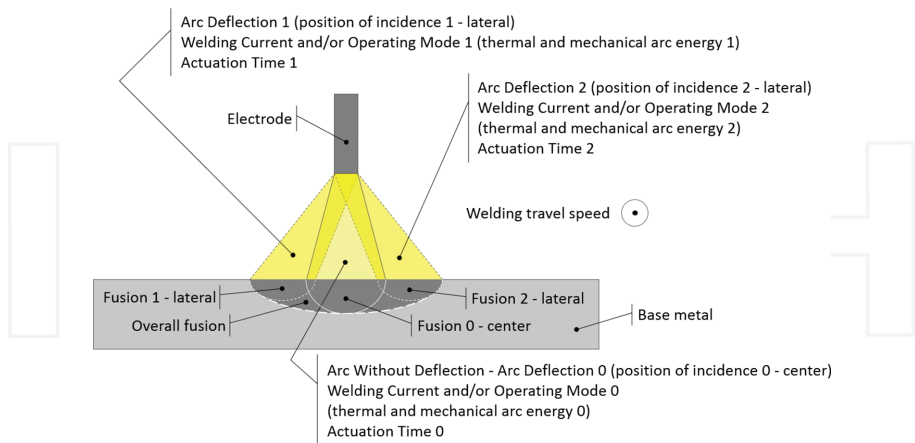 Arc Deflection 1 (position of incidence 1 - lateral)
Welding Current and/or Operating Mode 1 (thermal and mechanical arc energy 1)
Actuation Time 1
Arc Deflection 2 (position of incidence 2 - lateral)
Welding Current and/or Operating Mode 2
(thermal and mechanical arc energy 2)
Actuation Time 2
Electrode
Welding travel speed
Fusion 1 - lateral
Fusion 2 - lateral
Overall fusion
Fusion 0 - center
Base metal
Arc Without Deflection - Arc Deflection 0 (position of incidence 0 - center)
Welding Current and/or Operating Mode 0
(thermal and mechanical arc energy 0)
Actuation Time 0